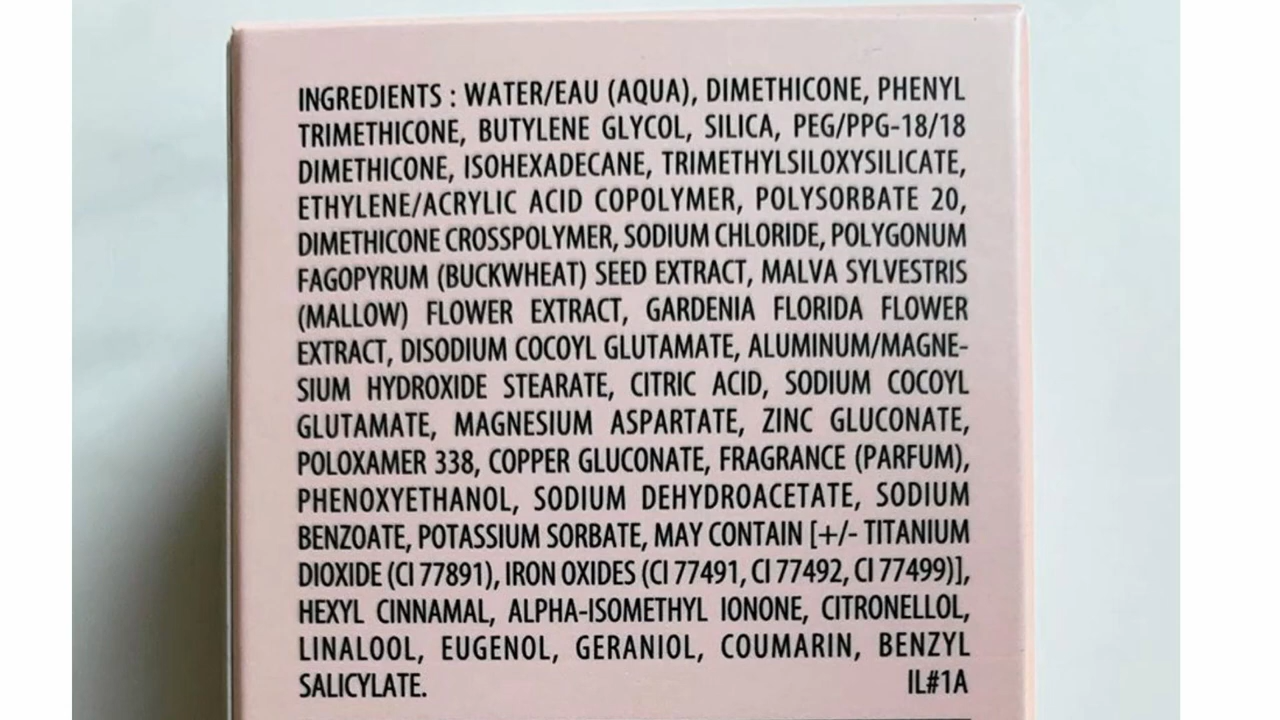 INGREDIENTS : WATER/EAU (AQUA), DIMETHICONE, PHENYL
TRIMETHICONE, BUTYLENE GLYCOL, SILICA, PEG/PPG-18/18
DIMETHICONE, ISOHEXADECANE, TRIMETHYLSILOXYSILICATE,
ETHYLENE/ACRYLIC ACID COPOLYMER, POLYSORBATE 20,
DIMETHICONE CROSSPOLYMER, SODIUM CHLORIDE, POLYGONUM
FAGOPYRUM (BUCKWHEAT) SEED EXTRACT, MALVA SYLVESTRIS
(MALLOW) FLOWER EXTRACT, GARDENIA FLORIDA FLOWER
EXTRACT, DISODIUM COCOYL GLUTAMATE, ALUMINUM/MAGNE-
SIUM HYDROXIDE STEARATE, CITRIC ACID, SODIUM COCOYL
GLUTAMATE, MAGNESIUM ASPARTATE, ZINC GLUCONATE,
POLOXAMER 338, COPPER GLUCONATE, FRAGRANCE (PARFUM),
PHENOXYETHANOL, SODIUM DEHYDROACETATE, SODIUM
BENZOATE, POTASSIUM SORBATE, MAY CONTAIN [+/- TITANIUM
DIOXIDE (CI 77891), IRON OXIDES (CI 77491, CI 77492, CI 77499)],
HEXYL CINNAMAL, ALPHA-ISOMETHYL IONONE, CITRONELLOL,
LINALOOL, EUGENOL, GERANIOL, COUMARIN, BENZYL
SALICYLATE. IL#1A